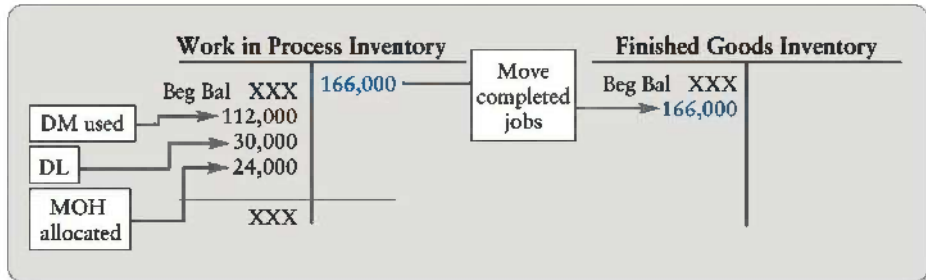 Work in Process Inventory
Beg Bal XXX 166,000
DM used 112,000
DL 30,000
MOH allocated 24,000
XXX
Move
completed
jobs
Finished Goods Inventory
Beg Bal XXX
166,000